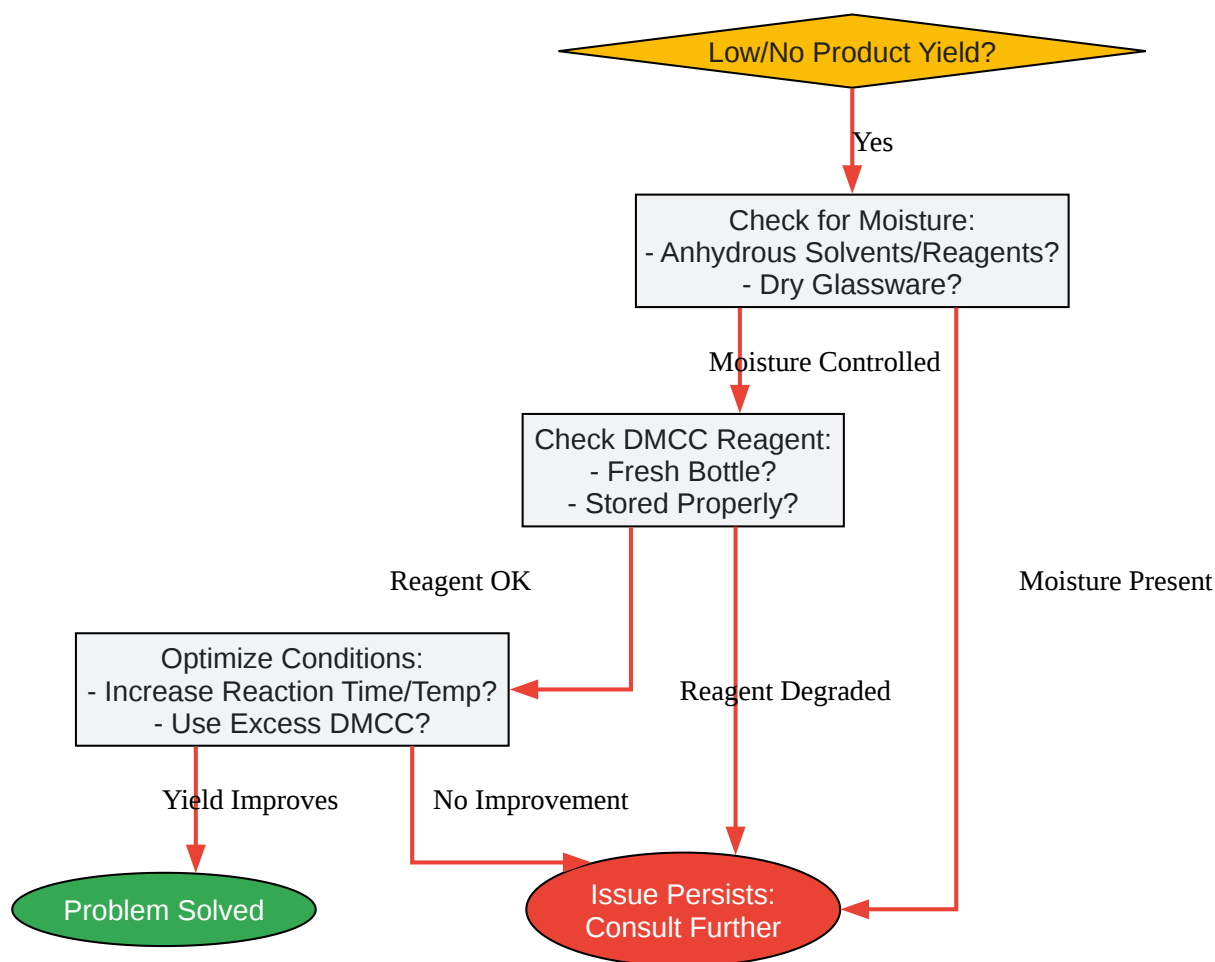 Low/No Product Yield?
Yes
Check for Moisture:
- Anhydrous Solvents/Reagents?
- Dry Glassware?
Moisture Controlled
Check DMCC Reagent:
- Fresh Bottle?
- Stored Properly?
Reagent OK
Moisture Present
Optimize Conditions:
- Increase Reaction Time/Temp?
- Use Excess DMCC?
Reagent Degraded
Yield Improves
No Improvement
Problem Solved
Issue Persists:
Consult Further